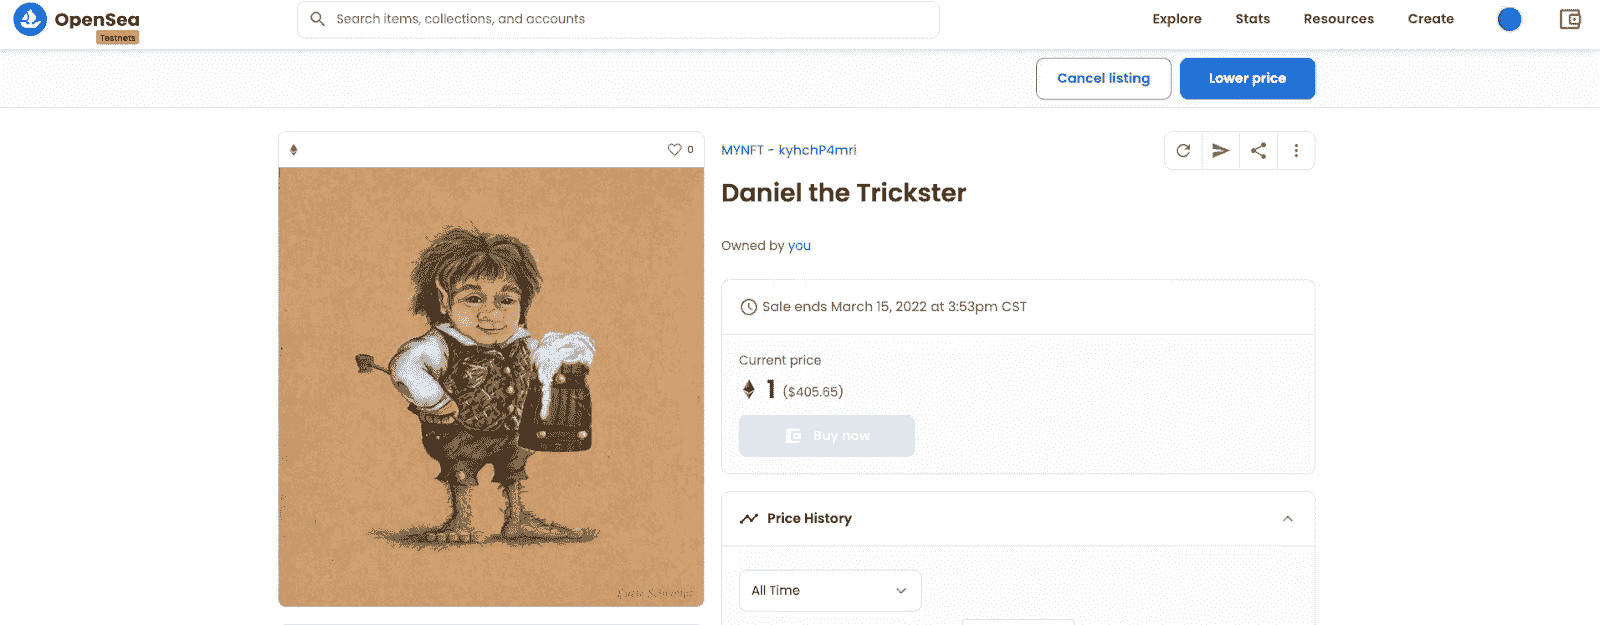 OpenSea
Testnets
Search items, collections, and accounts
Explore Stats Resources Create
Cancel listing Lower price
0
MYNFT - kyhchP4mri
Daniel the Trickster
Owned by you
Sale ends March 15, 2022 at 3:53pm CST
Current price
1 ($405.65)
Buy now
Price History
All Time